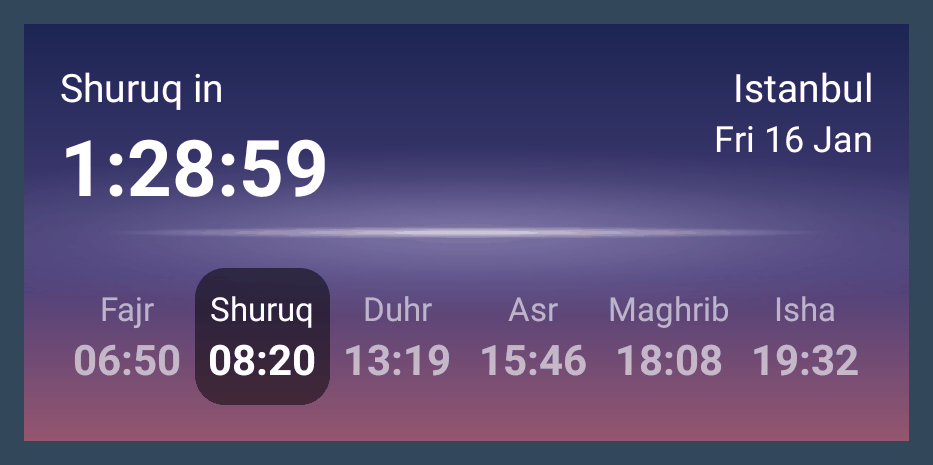 Shuruq in
1:28:59
Istanbul
Fri 16 Jan
Fajr Shuruq Duhr Asr Maghrib Isha
06:50 08:20 13:19 15:46 18:08 19:32